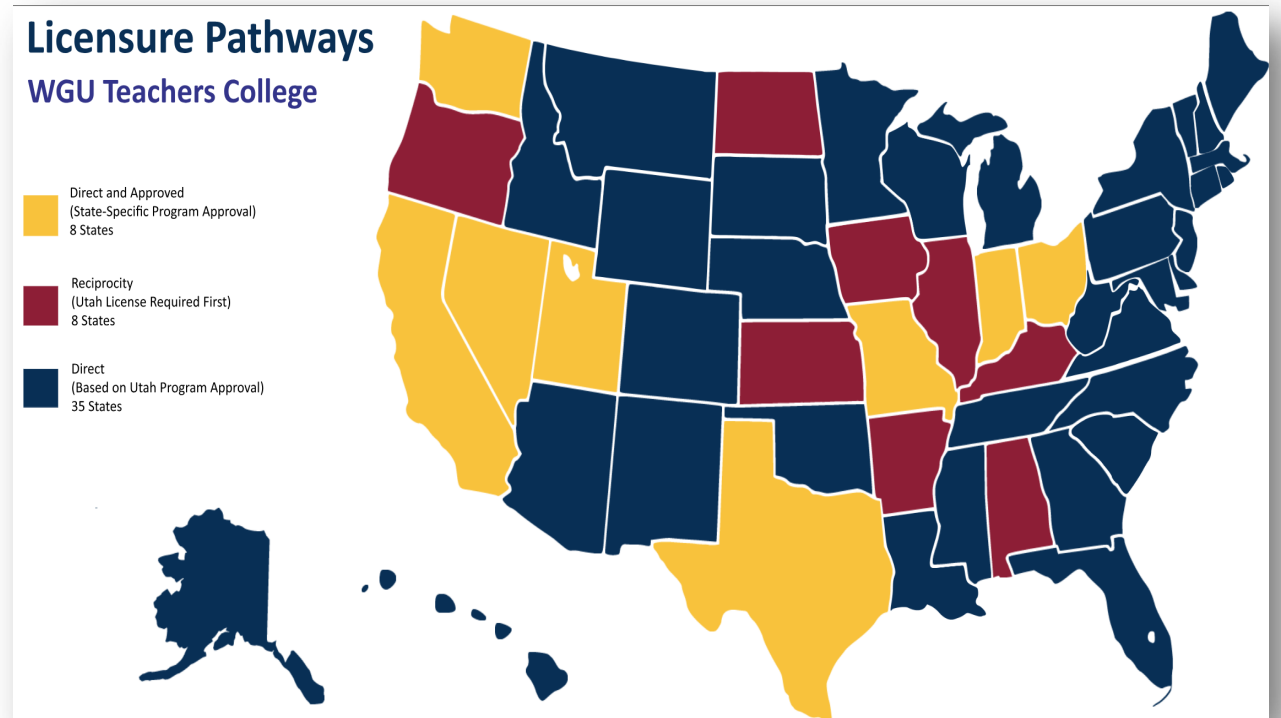 Licensure Pathways
WGU Teachers College
Direct and Approved
(State-Specific Program Approval)
8 States
Reciprocity
(Utah License Required First)
8 States
Direct
(Based on Utah Program Approval)
35 States